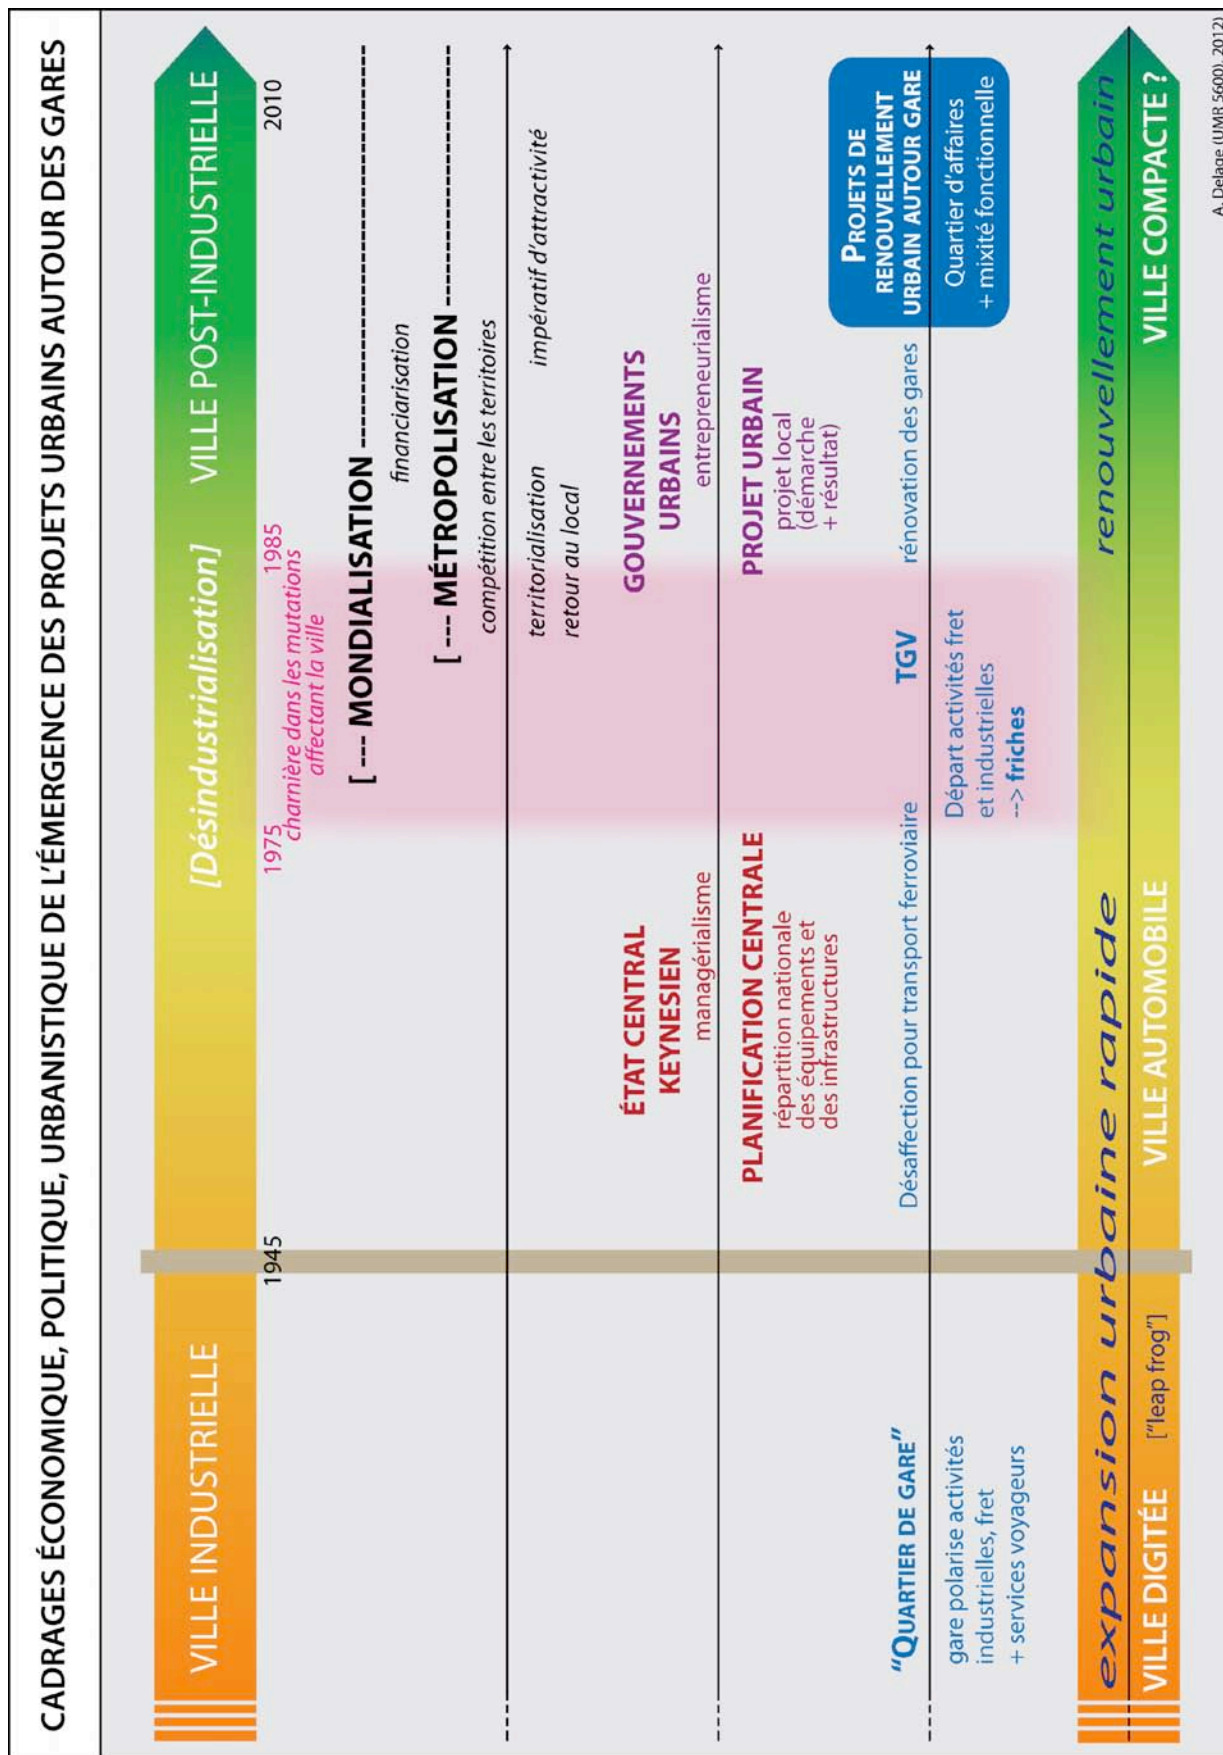 CADRAGES ÉCONOMIQUE, POLITIQUE, URBANISTIQUE DE L'ÉMERGENCE DES PROJETS URBAINS AUTOUR DES GARES
VILLE INDUSTRIELLE
[Désindustrialisation]
VILLE POST-INDUSTRIELLE
1945
1975
1985
2010
charnière dans les mutations
affectant la ville
[--- MONDIALISATION ---------------------------
financiarisation
[--- MÉTROPOLISATION ------------------
compétition entre les territoires
territorialisation
retour au local
impératif d'attractivité
ÉTAT CENTRAL
KEYNESIEN
managérialisme
GOUVERNEMENTS
URBAINS
entrepreneurialisme
PLANIFICATION CENTRALE
répartition nationale
des équipements et
des infrastructures
PROJET URBAIN
projet local
(démarche
+ résultat)
"QUARTIER DE GARE"
gare polarise activités
industrielles, fret
+ services voyageurs
Désaffection pour transport ferroviaire
TGV
Départ activités fret
et industrielles
--> friches
rénovation des gares
PROJETS DE
RENOUVELLEMENT
URBAIN AUTOUR GARE
Quartier d'affaires
+ mixité fonctionnelle
expansion urbaine rapide
renouvellement urbain
VILLE DIGITÉE
["leap frog"]
VILLE AUTOMOBILE
VILLE COMPACTE ?
A. Delage (UMR 5600), 2012)